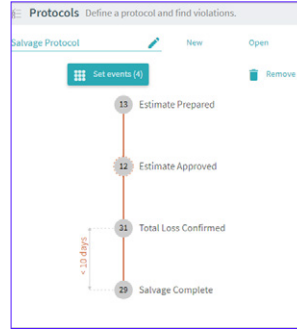 Protocols Define a protocol and find violations.
Salvage Protocol New Open
Set events (4) Remove
13 Estimate Prepared
12 Estimate Approved
31 Total Loss Confirmed
< 10 days
29 Salvage Complete